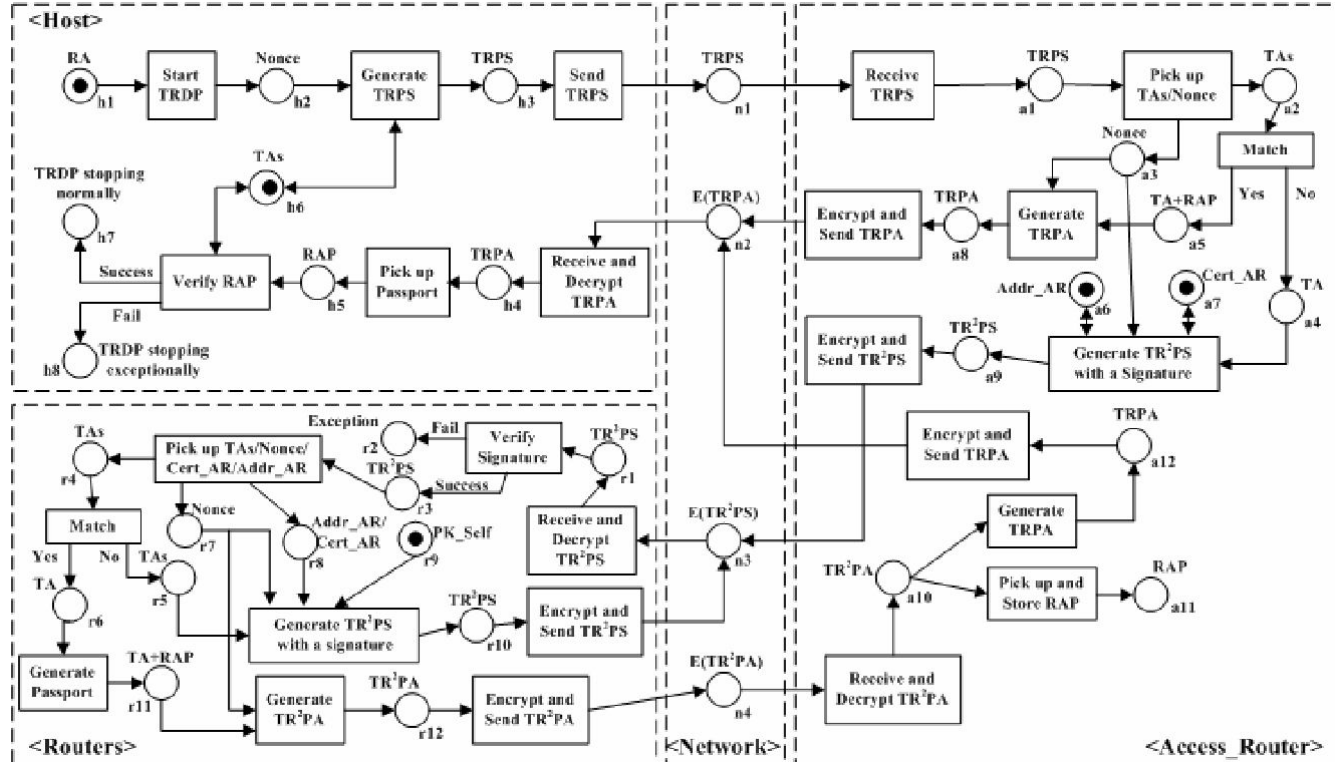 <Host>
RA
h1
Start
TRDP
Nonce
h2
Generate
TRPS
TRPS
h3
Send
TRPS
TRPS
n1
Receive
TRPS
TRPS
a1
Pick up
TAs/Nonce
TAs
a2
Match
Yes
No
Nonce
a3
TA+RAP
a5
Generate
TRPA
TRPA
a8
Encrypt and
Send TRPA
E(TRPA)
n2
TAs
h6
TRDP stopping
normally
h7
Success
Verify RAP
RAP
h5
Pick up
Passport
TRPA
h4
Receive and
Decrypt
TRPA
Fail
TRDP stopping
exceptionally
h8
Addr_AR
a6
Cert_AR
a7
TA
a4
Generate TR²PS
with a Signature
TR²PS
a9
Encrypt and
Send TR²PS
TRPA
a12
Encrypt and
Send TRPA
Generate
TRPA
TR²PA
a10
Pick up and
Store RAP
RAP
a11
Receive and
Decrypt TR²PA
<Access_Router>
E(TR²PS)
n3
E(TR²PA)
n4
<Network>
Exception
r2
Fail
Verify
Signature
TR²PS
r1
Success
TR²PS
r3
Receive and
Decrypt
TR²PS
TAs
r4
Pick up TAs/Nonce/
Cert_AR/Addr_AR
Match
Yes
No
Nonce
r7
Addr_AR/
Cert_AR
r8
PK_Self
r9
TAs
r5
TA
r6
Generate TR²PS
with a signature
TR²PS
r10
Encrypt and
Send TR²PS
Generate
Passport
TA+RAP
r11
Generate
TR²PA
TR²PA
r12
Encrypt and
Send TR²PA
<Routers>